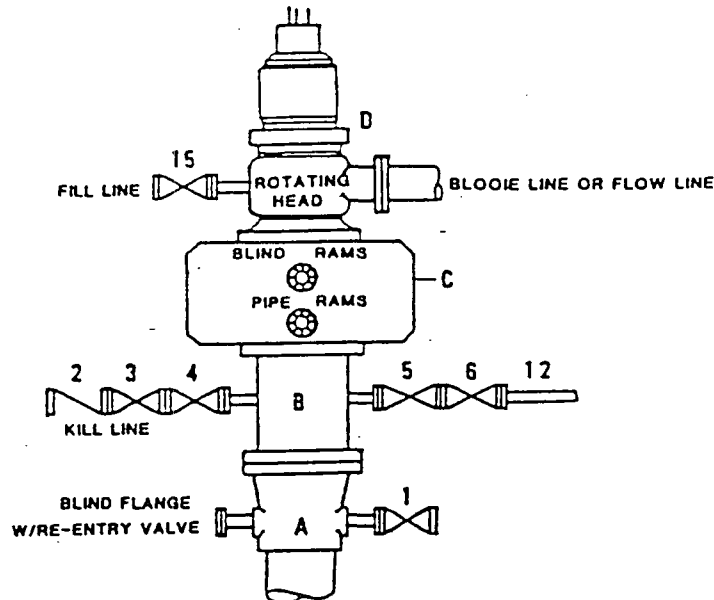 D
15
FILL LINE
ROTATING
HEAD
BLOOIE LINE OR FLOW LINE
BLIND RAMS
C
PIPE RAMS
2 3 4
5 6 12
B
KILL LINE
BLIND FLANGE
W/RE-ENTRY VALVE
1
A